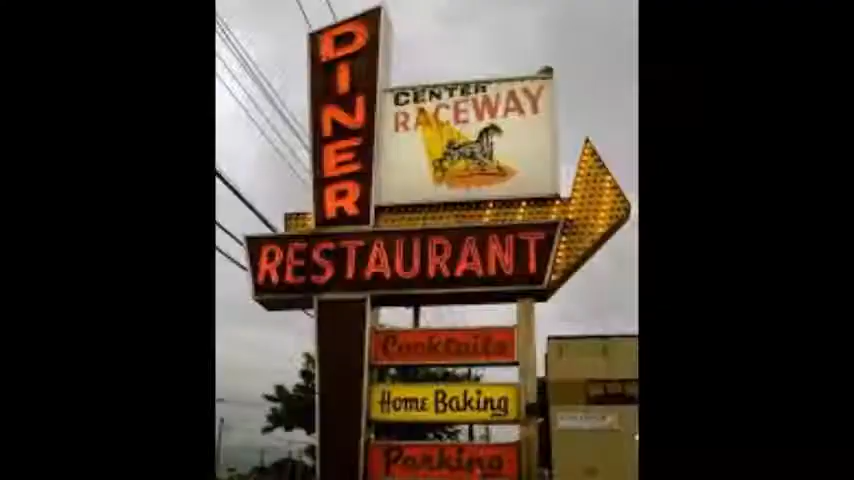 DINER
CENTER
RACEWAY
RESTAURANT
Cocktails
Home Baking
Parking